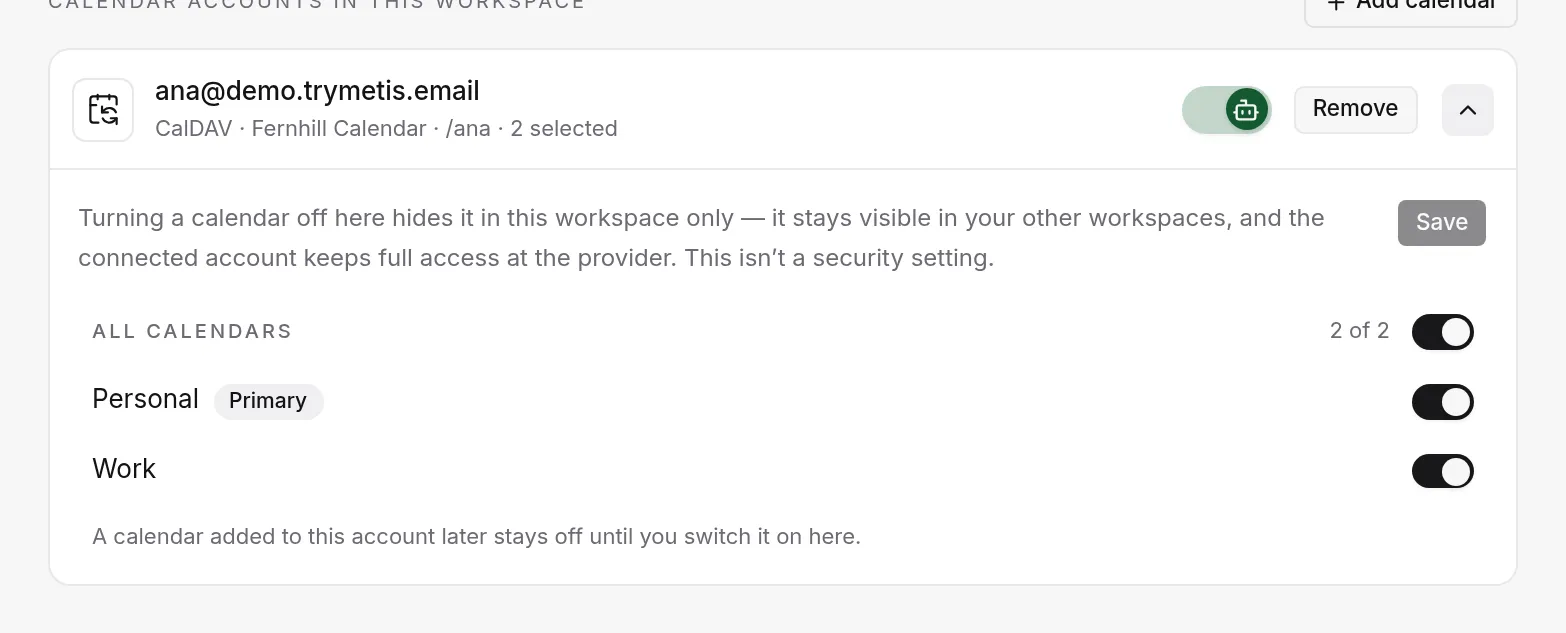 CALENDAR ACCOUNTS IN THIS WORKSPACE
Add calendar
ana@demo.trymetis.email
CalDAV · Fernhill Calendar · /ana · 2 selected
Remove
Turning a calendar off here hides it in this workspace only — it stays visible in your other workspaces, and the
connected account keeps full access at the provider. This isn’t a security setting.
Save
ALL CALENDARS
2 of 2
Personal
Primary
Work
A calendar added to this account later stays off until you switch it on here.